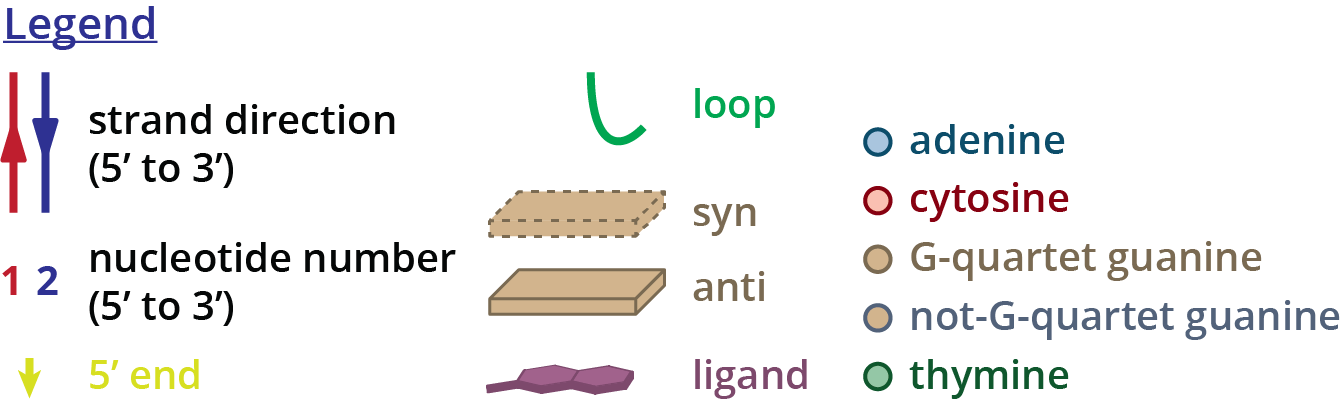 Legend
strand direction
(5’ to 3’)
1 2 nucleotide number
(5’ to 3’)
5’ end
loop
syn
anti
ligand
adenine
cytosine
G-quartet guanine
not-G-quartet guanine
thymine